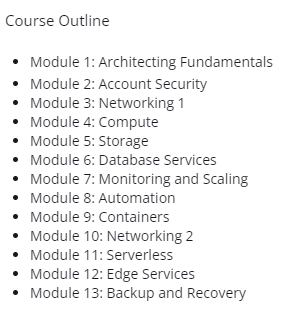 Course Outline
• Module 1: Architecting Fundamentals
• Module 2: Account Security
• Module 3: Networking 1
• Module 4: Compute
• Module 5: Storage
• Module 6: Database Services
• Module 7: Monitoring and Scaling
• Module 8: Automation
• Module 9: Containers
• Module 10: Networking 2
• Module 11: Serverless
• Module 12: Edge Services
• Module 13: Backup and Recovery